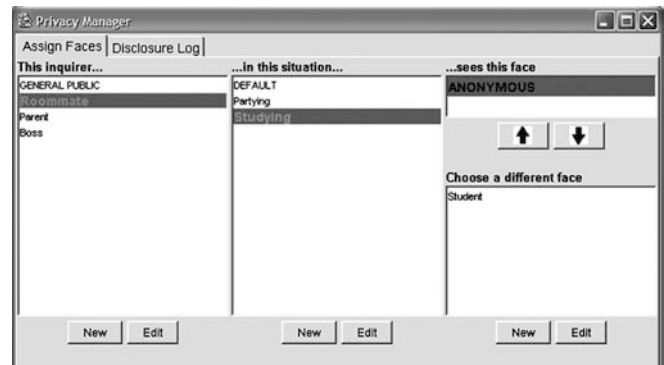 Privacy Manager
Assign Faces Disclosure Log
This inquirer...
GENERAL PUBLIC
Roommate
Parent
Boss
New Edit
...in this situation...
DEFAULT
Partying
Studying
New Edit
...sees this face
ANONYMOUS
Choose a different face
Student
New Edit